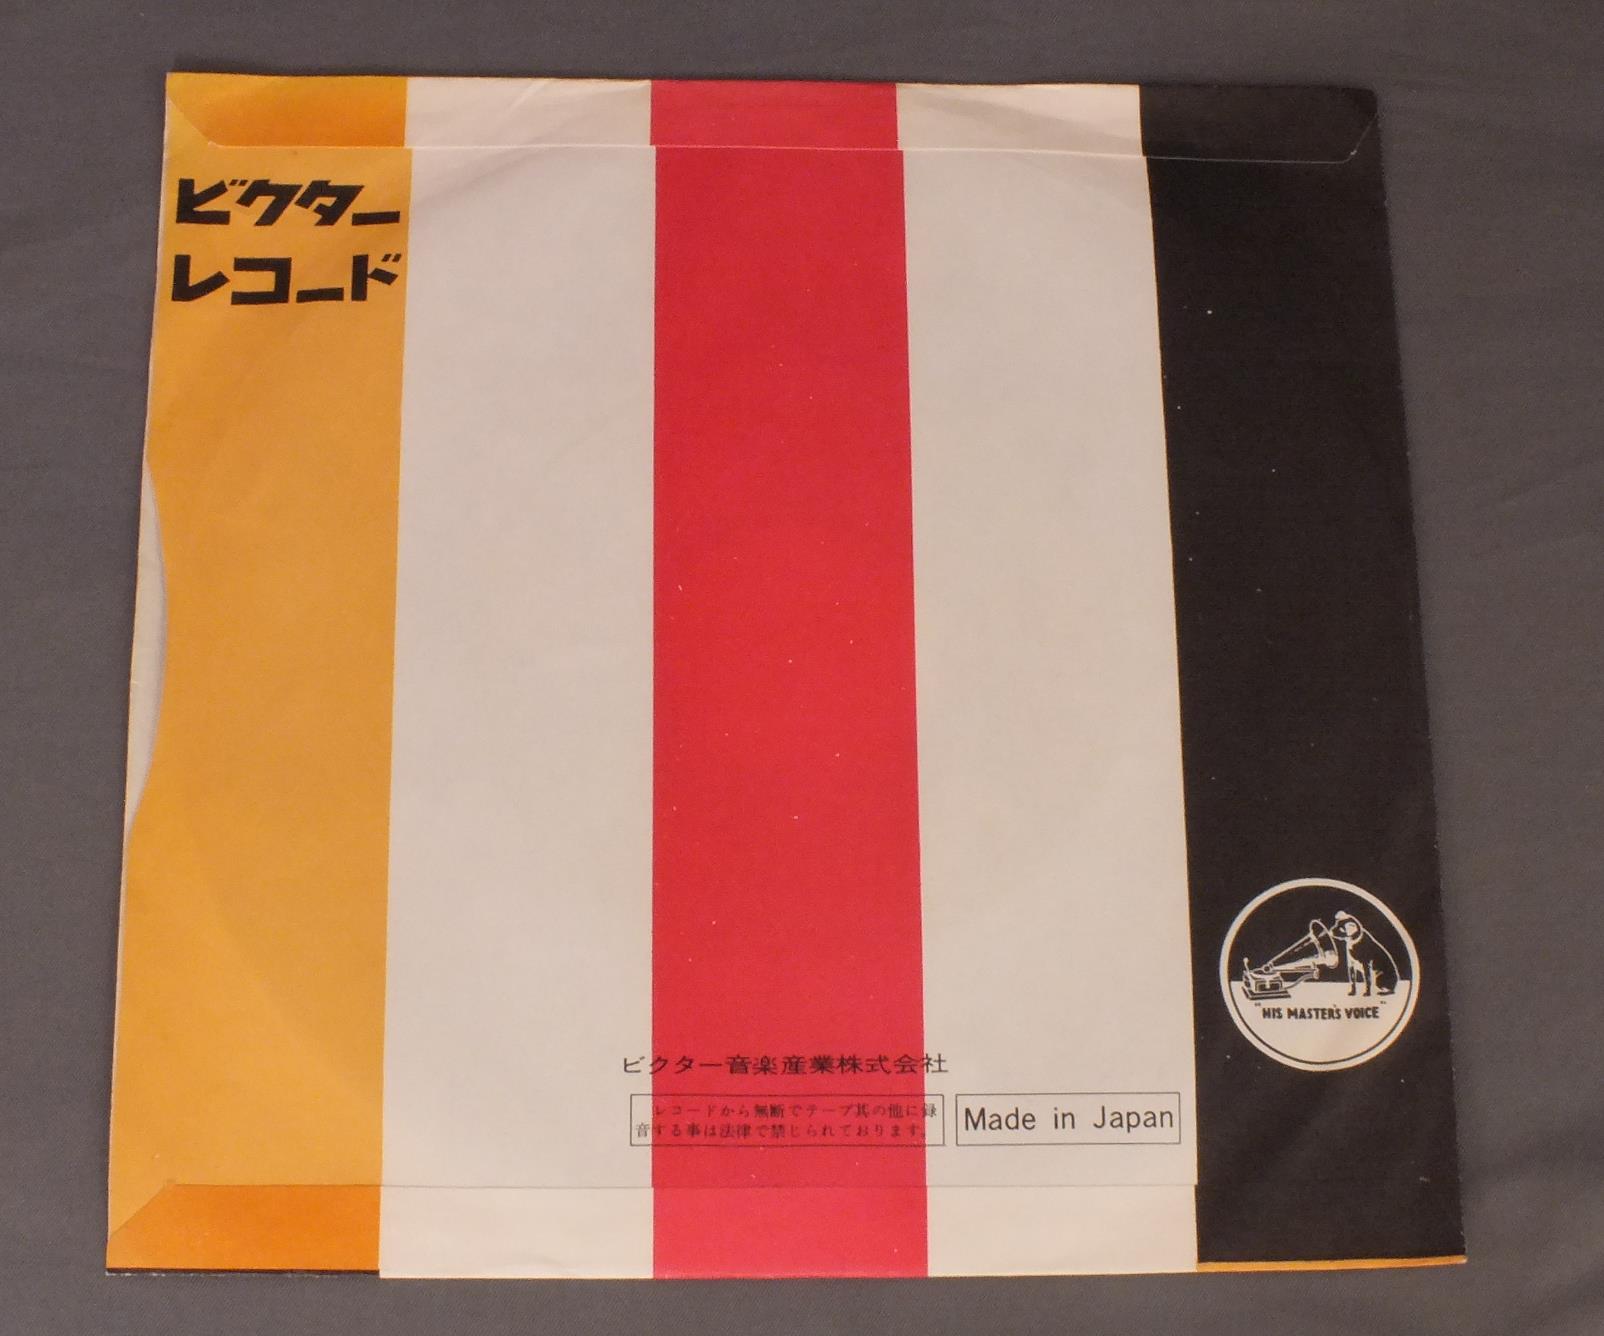 ビクター
レコード
"HIS MASTER'S VOICE"
ビクター音楽産業株式会社
レコードから無断でテープ其の他に録
音する事は法律で禁じられております。
Made in Japan